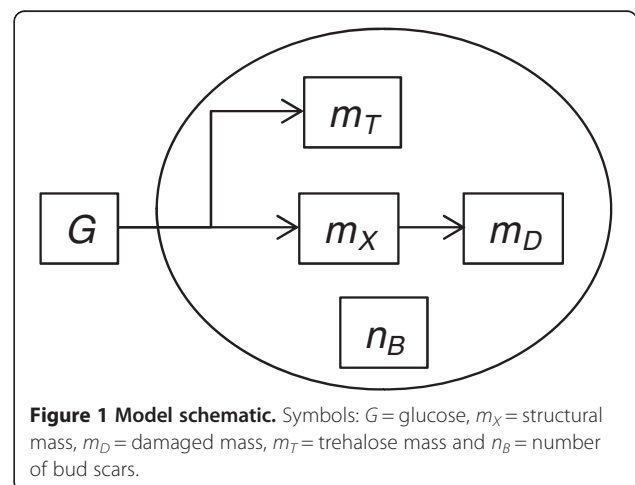 m_T
G
m_X
m_D
n_B
Figure 1 Model schematic. Symbols: G = glucose, m_X = structural
mass, m_D = damaged mass, m_T = trehalose mass and n_B = number
of bud scars.